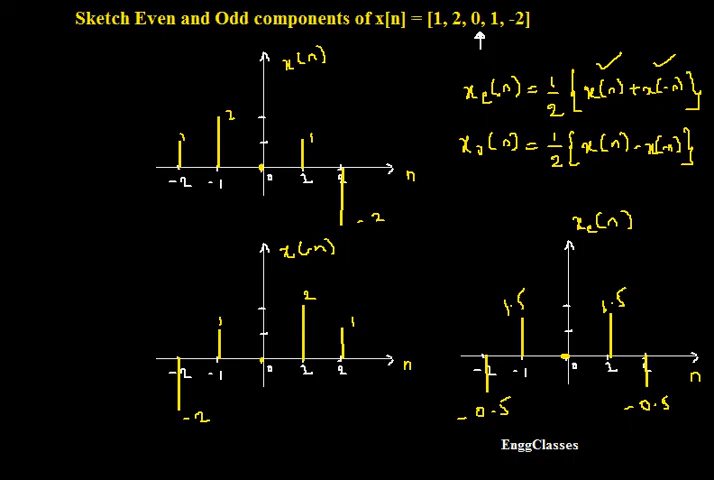 Sketch Even and Odd components of x[n] = [1, 2, 0, 1, -2]
x(n)
xe(n) = 1/2 [x(n) + x(-n)]
xo(n) = 1/2 {x(n) - x(-n)}
1 2 1
-2 -1 0 2 n
-2
xe(n)
x(-n)
1 2 1
1.5 1.5
-2 -1 0 2 2 n
-2 -1 0 2 n
-2
-0.5 -0.5
EnggClasses